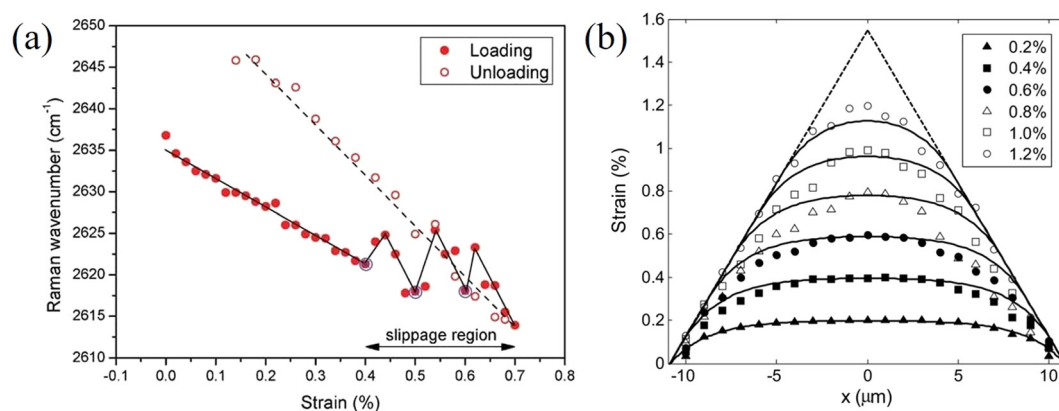 (a)
2650
2645
2640
2635
2630
2625
2620
2615
2610
Raman wavenumber (cm-1)
Loading
Unloading
slippage region
-0.1 0.0 0.1 0.2 0.3 0.4 0.5 0.6 0.7 0.8
Strain (%)
(b)
1.6
1.4
1.2
1
0.8
0.6
0.4
0.2
0
Strain (%)
0.2%
0.4%
0.6%
0.8%
1.0%
1.2%
-10 -5 0 5 10
x (μm)